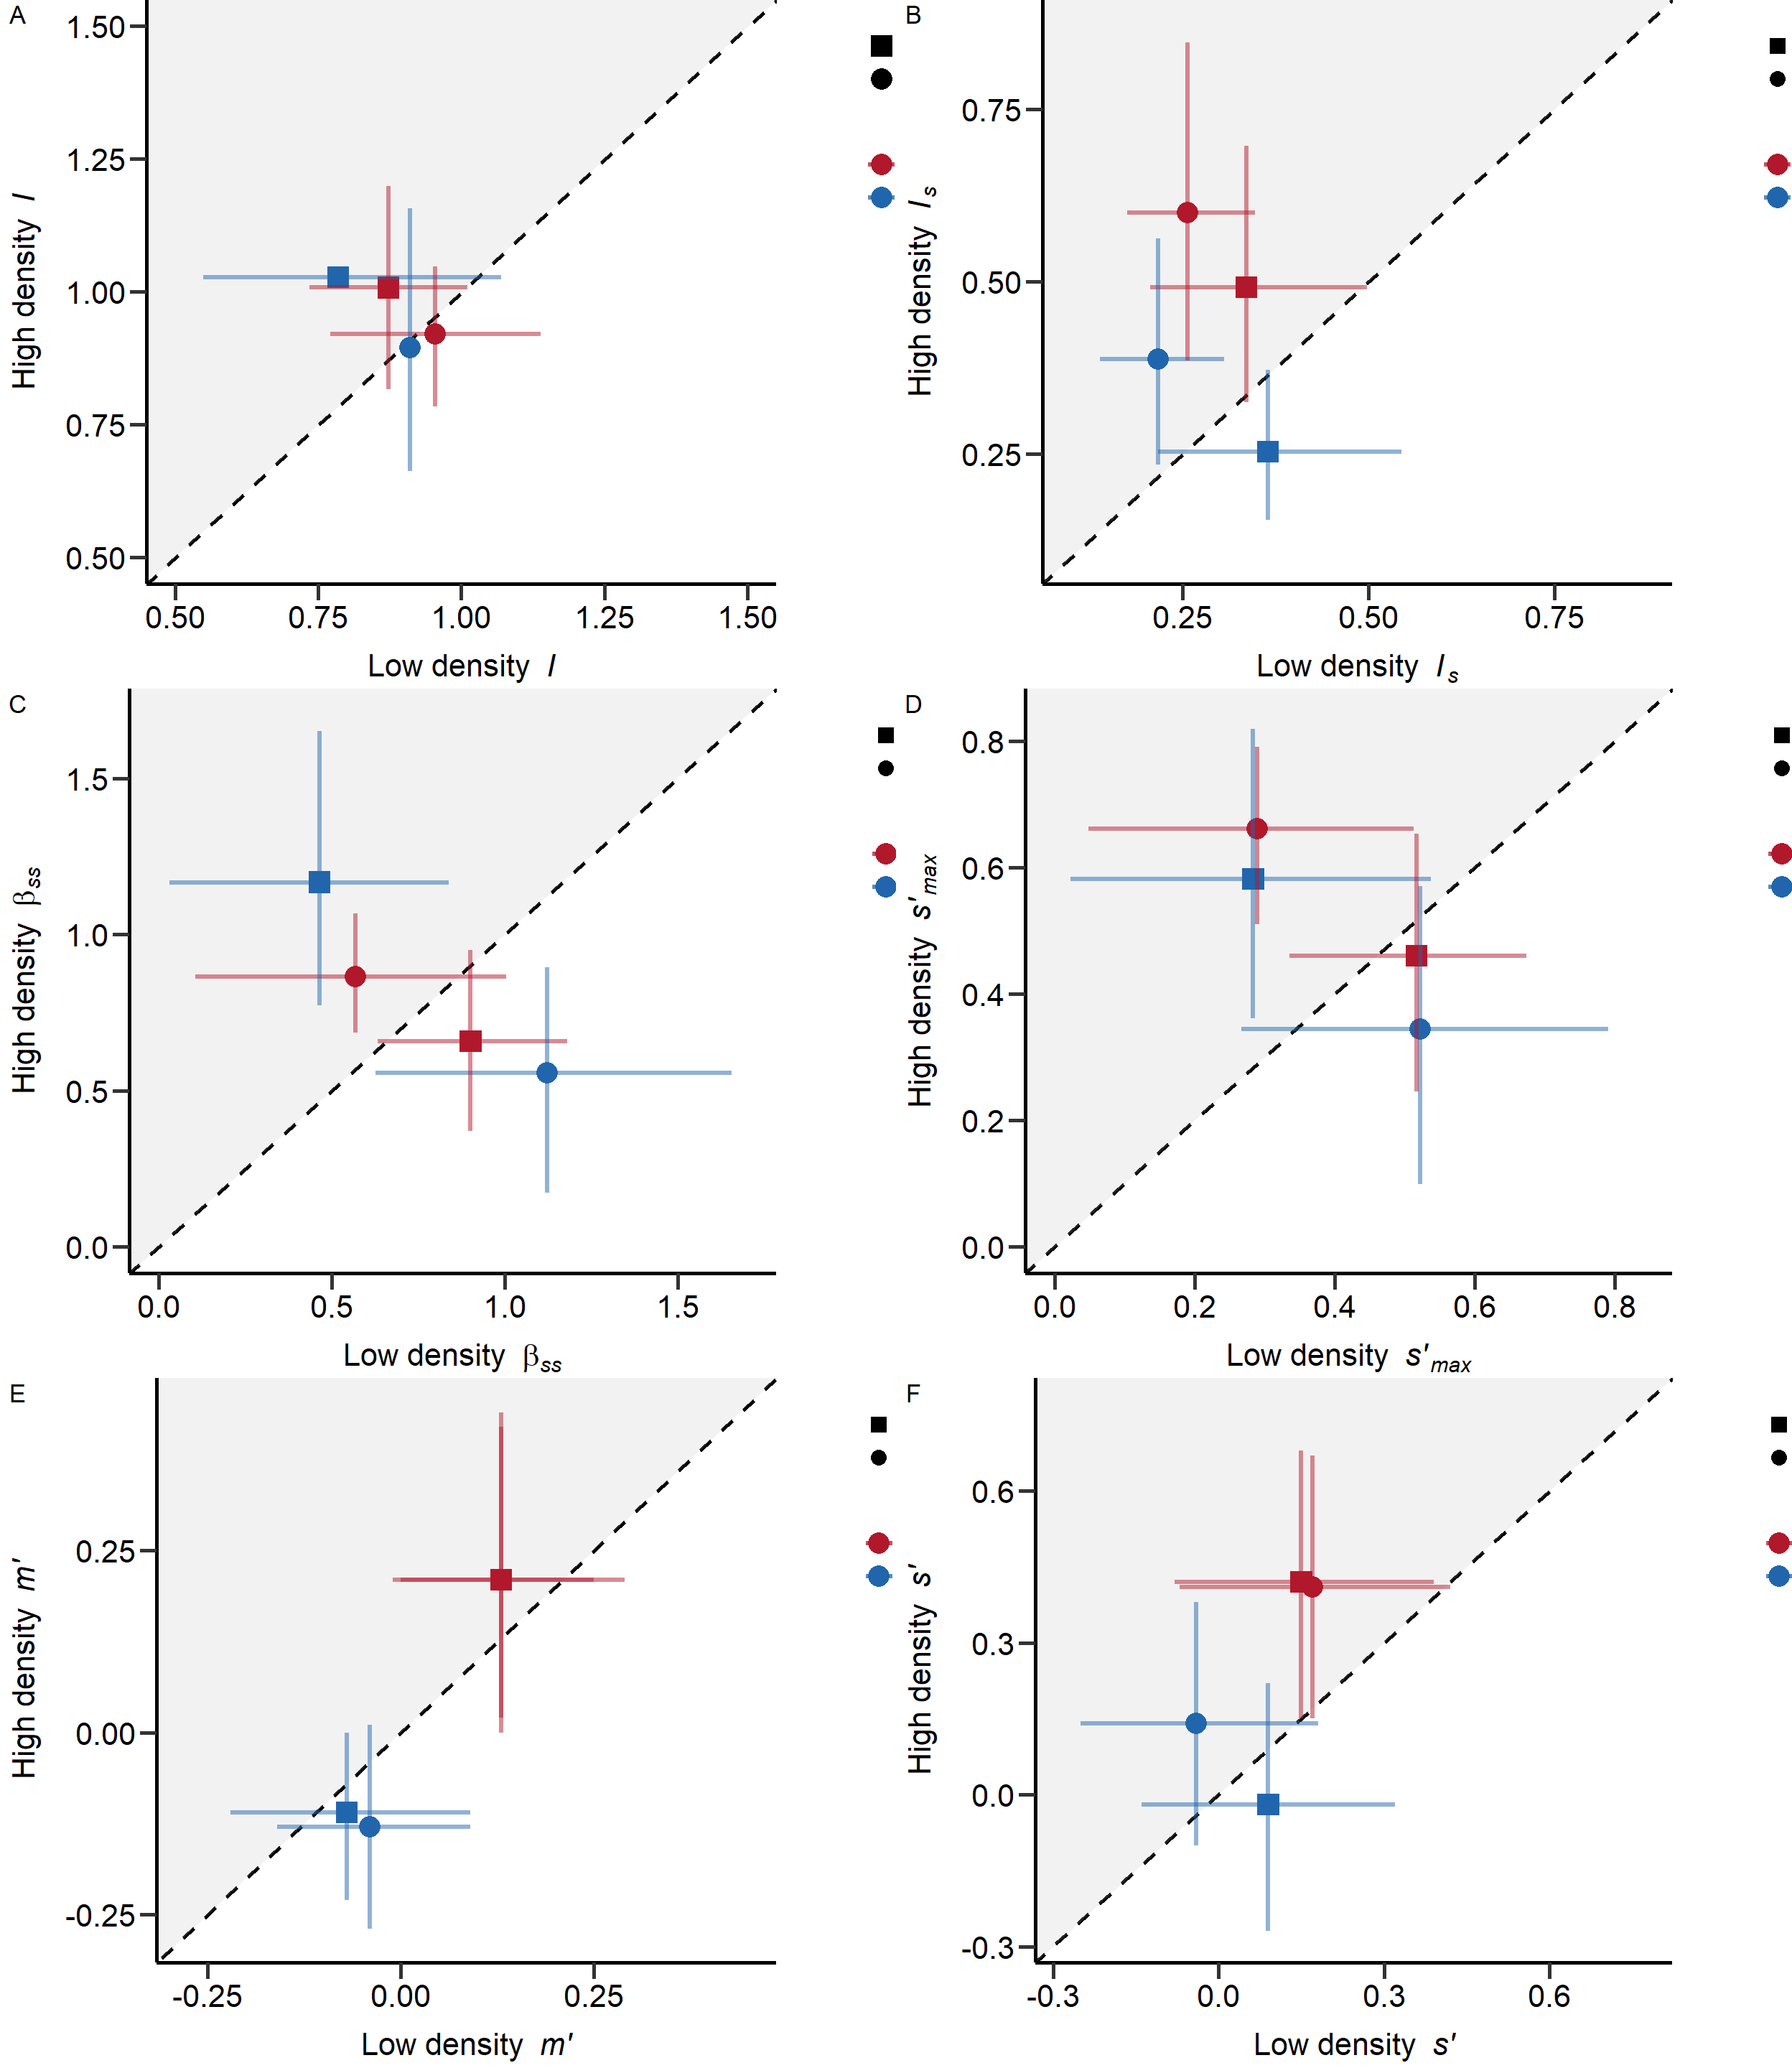 A
1.50
1.25
1.00
0.75
0.50
High density I
0.50 0.75 1.00 1.25 1.50
Low density I
B
0.75
0.50
0.25
High density I s
0.25 0.50 0.75
Low density I s
C
1.5
1.0
0.5
0.0
High density βss
0.0 0.5 1.0 1.5
Low density βss
D
0.8
0.6
0.4
0.2
0.0
High density s'max
0.0 0.2 0.4 0.6 0.8
Low density s'max
E
0.25
0.00
-0.25
High density m'
-0.25 0.00 0.25
Low density m'
F
0.6
0.3
0.0
-0.3
High density s'
-0.3 0.0 0.3 0.6
Low density s'